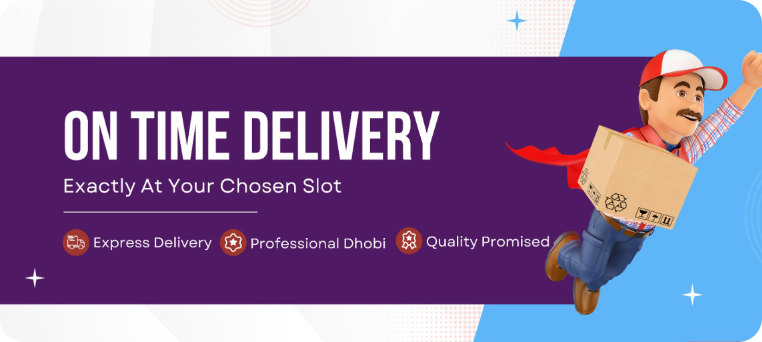 ON TIME DELIVERY
Exactly At Your Chosen Slot
Express Delivery Professional Dhobi Quality Promised